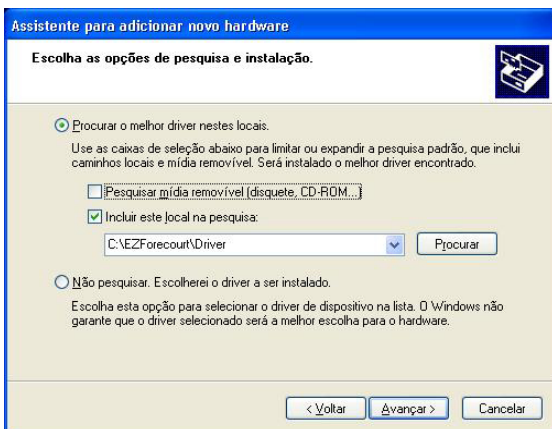 Assistente para adicionar novo hardware
Escolha as opções de pesquisa e instalação.
Procurar o melhor driver nestes locais.
Use as caixas de seleção abaixo para limitar ou expandir a pesquisa padrão, que inclui
caminhos locais e mídia removível. Será instalado o melhor driver encontrado.
Pesquisar mídia removível (disquete, CD-ROM...)
Incluir este local na pesquisa:
C:\EZForecourt\Driver
Procurar
Não pesquisar. Escolherei o driver a ser instalado.
Escolha esta opção para selecionar o driver de dispositivo na lista. O Windows não
garante que o driver selecionado será a melhor escolha para o hardware.
< Voltar Avançar > Cancelar